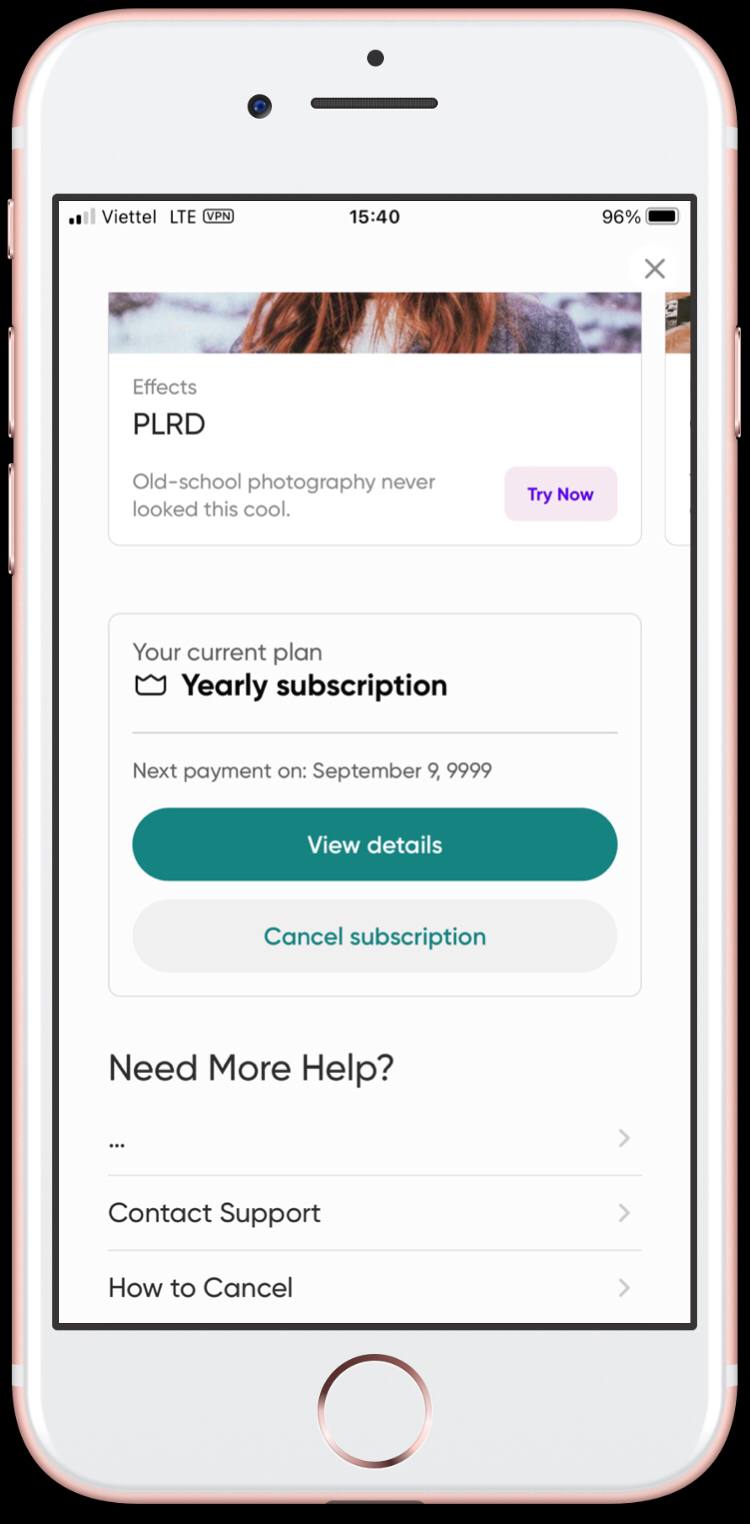 Viettel LTE VPN 15:40 96%
Effects
PLRD
Old-school photography never
looked this cool.
Try Now
Your current plan
Yearly subscription
Next payment on: September 9, 9999
View details
Cancel subscription
Need More Help?
...
Contact Support
How to Cancel